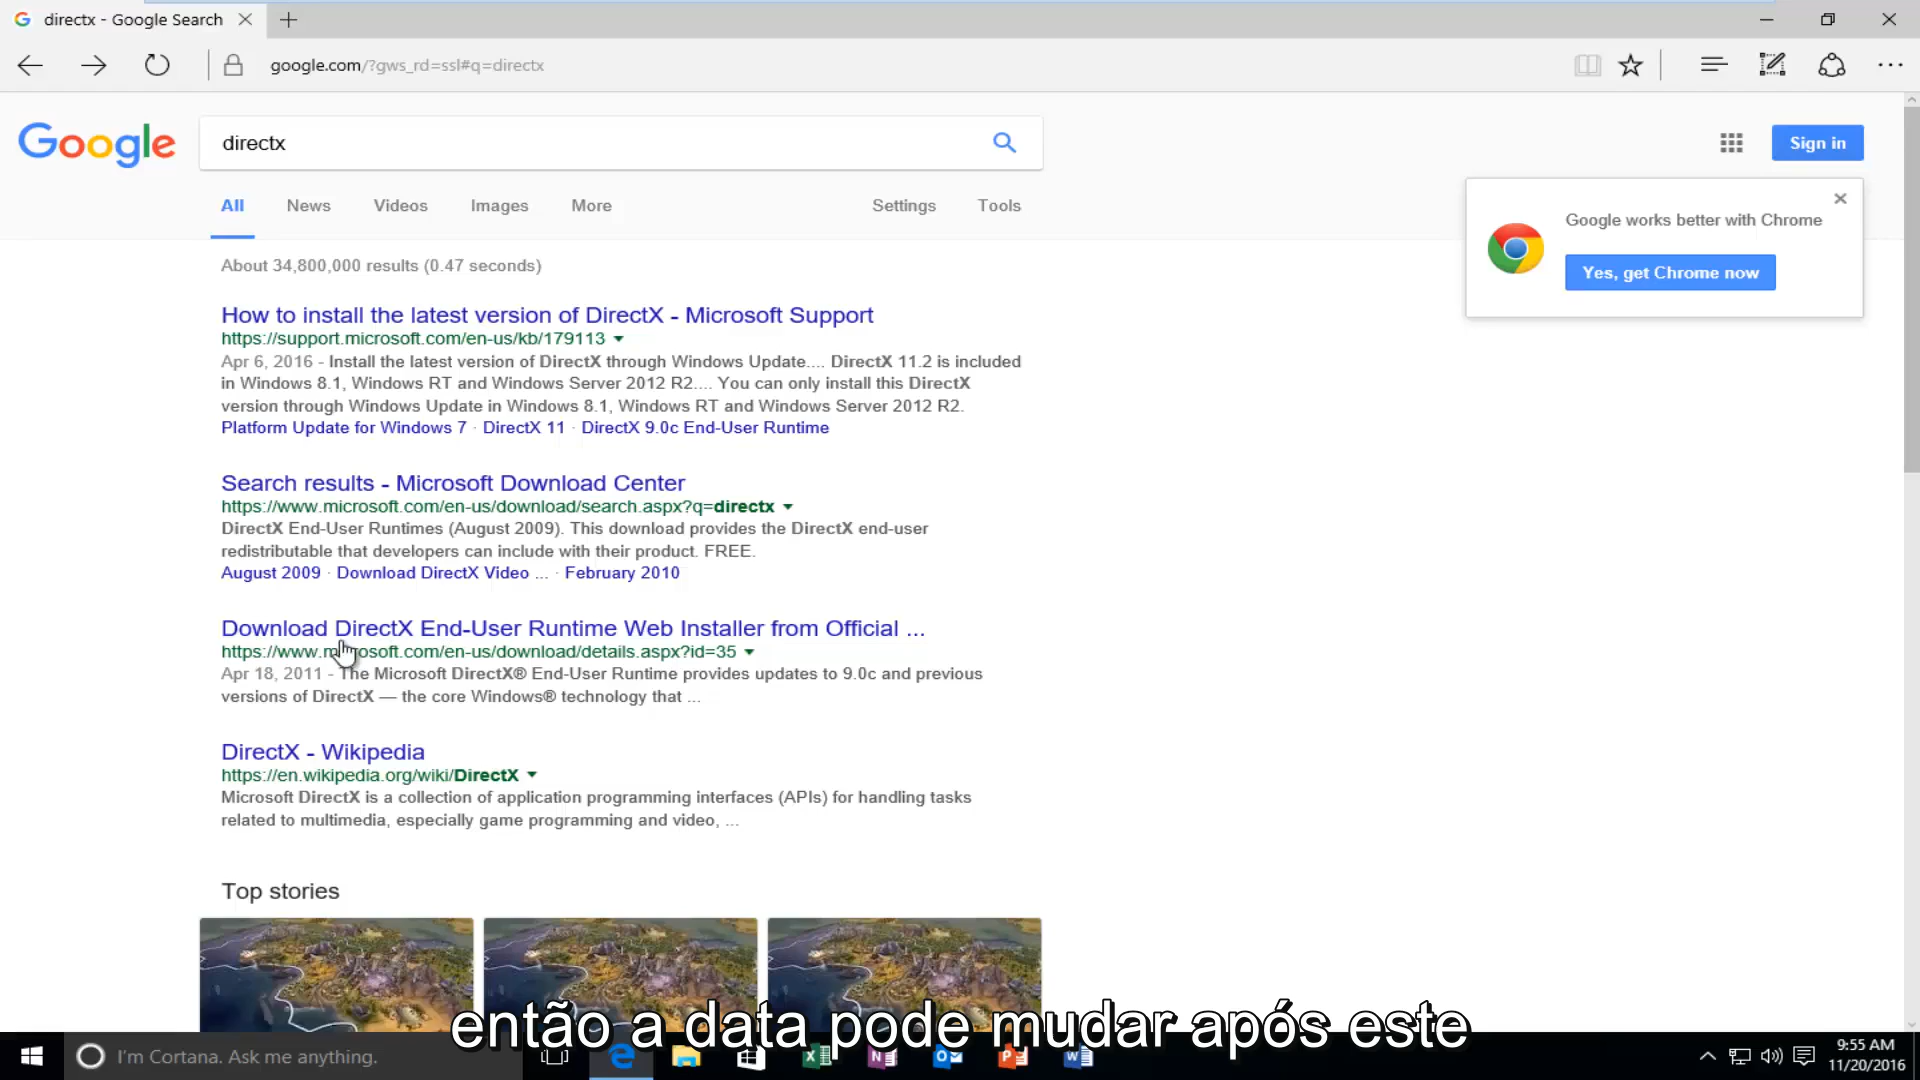 directx - Google Search
google.com/?gws_rd=ssl#q=directx
Google
directx
Sign in
All
News
Videos
Images
More
Settings
Tools
Google works better with Chrome
Yes, get Chrome now
About 34,800,000 results (0.47 seconds)
How to install the latest version of DirectX - Microsoft Support
https://support.microsoft.com/en-us/kb/179113
Apr 6, 2016 - Install the latest version of DirectX through Windows Update.... DirectX 11.2 is included
in Windows 8.1, Windows RT and Windows Server 2012 R2.... You can only install this DirectX
version through Windows Update in Windows 8.1, Windows RT and Windows Server 2012 R2.
Platform Update for Windows 7 · DirectX 11 · DirectX 9.0c End-User Runtime
Search results - Microsoft Download Center
https://www.microsoft.com/en-us/download/search.aspx?q=directx
DirectX End-User Runtimes (August 2009). This download provides the DirectX end-user
redistributable that developers can include with their product. FREE.
August 2009 · Download DirectX Video ... · February 2010
Download DirectX End-User Runtime Web Installer from Official ...
https://www.microsoft.com/en-us/download/details.aspx?id=35
Apr 18, 2011 - The Microsoft DirectX® End-User Runtime provides updates to 9.0c and previous
versions of DirectX — the core Windows® technology that ...
DirectX - Wikipedia
https://en.wikipedia.org/wiki/DirectX
Microsoft DirectX is a collection of application programming interfaces (APIs) for handling tasks
related to multimedia, especially game programming and video, ...
Top stories
então a data pode mudar após este
I'm Cortana. Ask me anything.
9:55 AM
11/20/2016